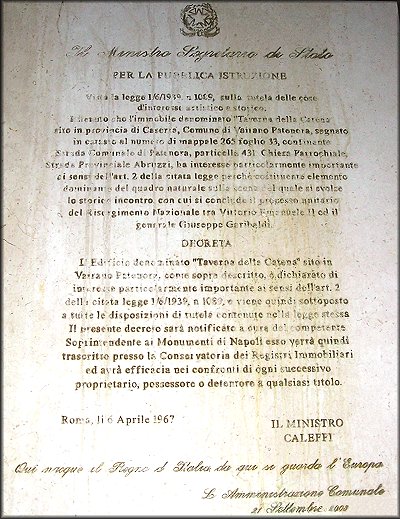 Il Ministro Segretario di Stato
PER LA PUBBLICA ISTRUZIONE
Vista la legge 1/6/1939, n 1089, sulla tutela delle cose
d'interesse artistico e storico.
Ritenuto che l'immobile denominato "Taverna della Catena
sito in provincia di Caserta, Comune di Vairano Patenora, segnato
in catasto al numero di mappale 265 foglio 33, continante
Strada Comunale di Patenora, particelle 431 Chiesa Parrochiale,
Strada Provinciale Abruzzi, ha interesse particolarmente importante
ai sensi dell'art. 2 della citata legge perché costituente elemento
dominante del quadro naturale sulla scena del quale si svolse
lo storico incontro, con cui si conclude il processo unitario
del Risorgimento Nazionale tra Vittorio Emanuele II ed il
generale Giuseppe Garibaldi.
DECRETA
L' Edificio denominato "Taverna della Catena" sito in
Vairano Patenora, come sopra descritto, è dichiarato di
interesse particolarmente importante ai sensi dell'art. 2
della citata legge 1/6/1939, n 1089, e viene quindi sottoposto
a tutte le disposizioni di tutela contenute nella legge stessa
Il presente decreto sarà notificato a cura del competente
Soprintendente ai Monumenti di Napoli esso verrà quindi
trascritto presso la Conservatoria dei Registri Immobiliari
ed avrà efficacia nei confronti di ogni successivo
proprietario, possessore o detentore a qualsiasi titolo.
Roma, li 6 Aprile 1967
IL MINISTRO
CALEFFI
Qui nacque il Regno d'Italia da qui si guarda l'Europa
L'Amministrazione Comunale
21 Settembre 2003